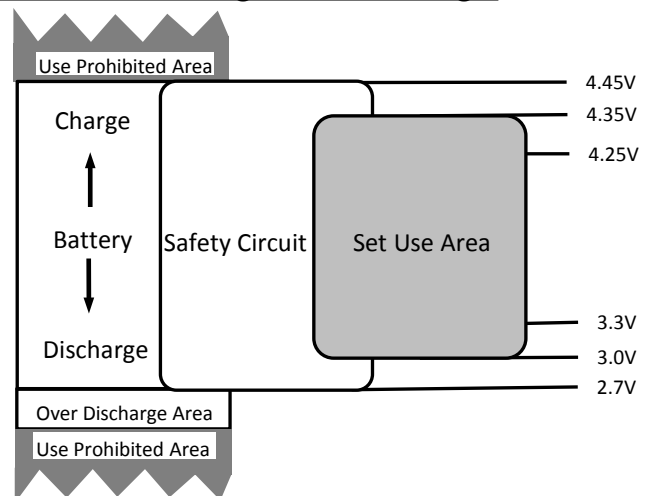 Use Prohibited Area
4.45V
Charge
4.35V
4.25V
Battery
Safety Circuit
Set Use Area
3.3V
Discharge
3.0V
2.7V
Over Discharge Area
Use Prohibited Area